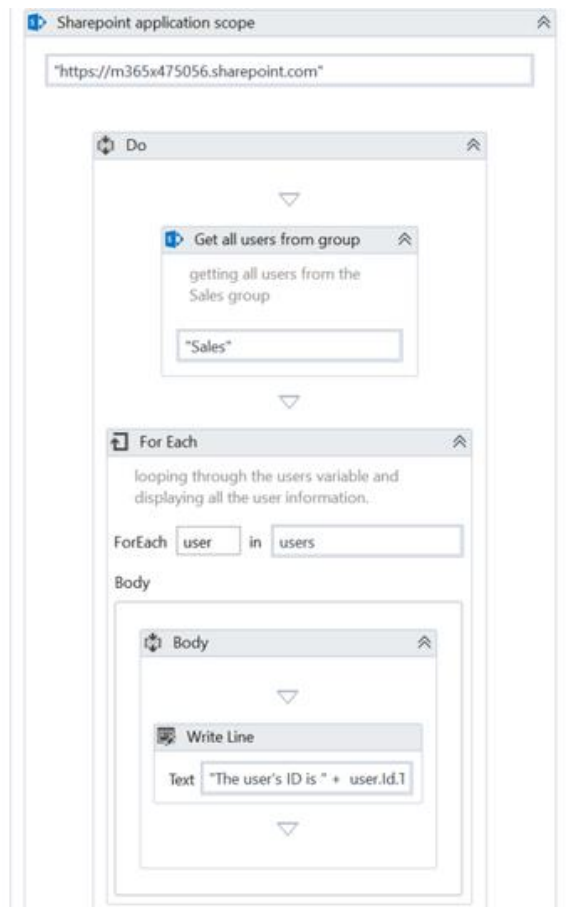 Sharepoint application scope
"https://m365x475056.sharepoint.com"
Do
Get all users from group
getting all users from the
Sales group
"Sales"
For Each
looping through the users variable and
displaying all the user information.
ForEach user in users
Body
Body
Write Line
Text "The user's ID is " + user.Id.T